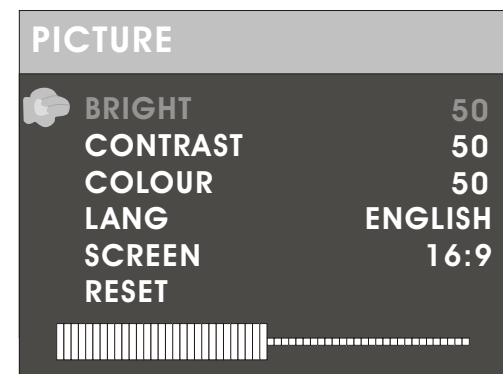 PICTURE
BRIGHT 50
CONTRAST 50
COLOUR 50
LANG ENGLISH
SCREEN 16:9
RESET